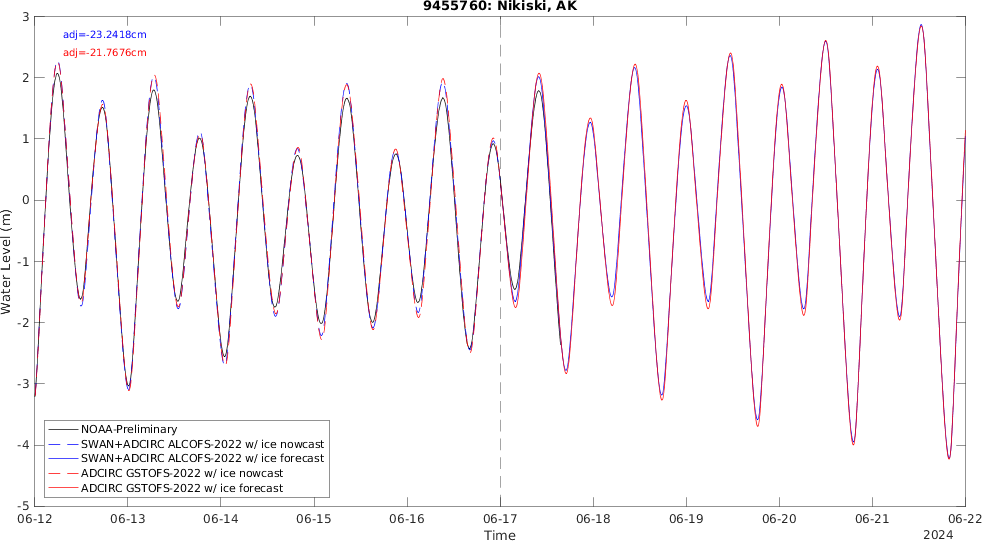 9455760: Nikiski, AK
adj=-23.2418cm
adj=-21.7676cm
Water Level (m)
3
2
1
0
-1
-2
-3
-4
-5
NOAA-Preliminary
SWAN+ADCIRC ALCOFS-2022 w/ ice nowcast
SWAN+ADCIRC ALCOFS-2022 w/ ice forecast
ADCIRC GSTOFS-2022 w/ ice nowcast
ADCIRC GSTOFS-2022 w/ ice forecast
06-12 06-13 06-14 06-15 06-16 06-17 06-18 06-19 06-20 06-21 06-22
Time
2024